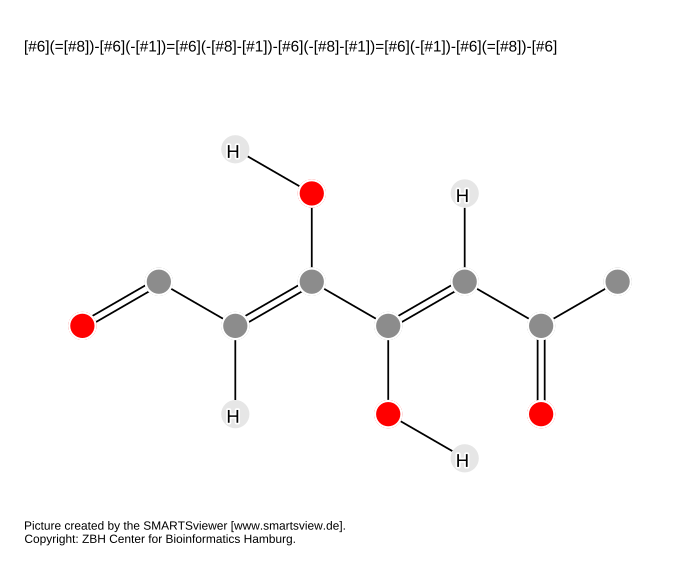 [#6](=[#8])-[#6](-[#1])=[#6](-[#8]-[#1])-[#6](-[#8]-[#1])=[#6](-[#1])-[#6](=[#8])-[#6]
H
H
H
H
Picture created by the SMARTSviewer [www.smartsview.de].
Copyright: ZBH Center for Bioinformatics Hamburg.